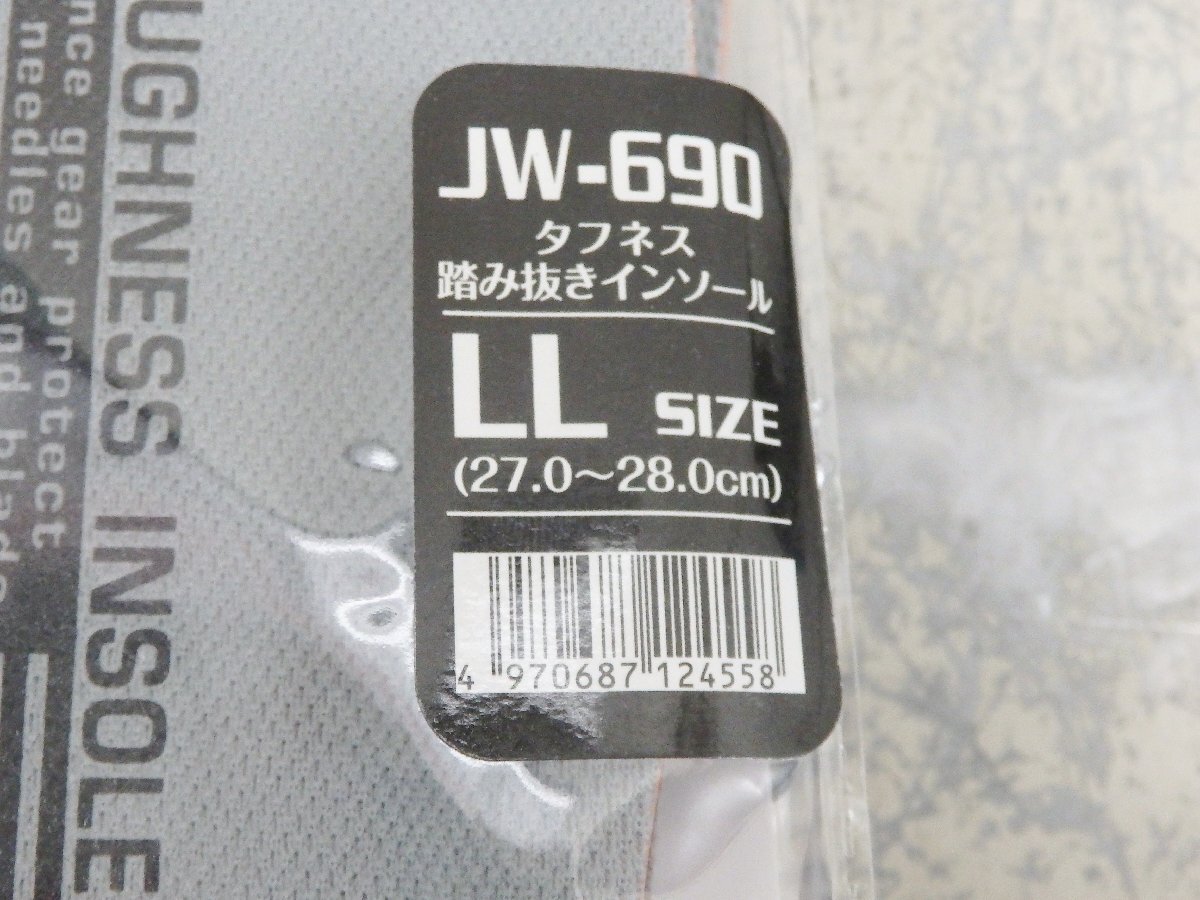 JW-690
タフネス
踏み抜きインソール
LL SIZE
(27.0〜28.0cm)
4 970687 124558
UGHNESS INSOLE
nce gear protect
needles and blade